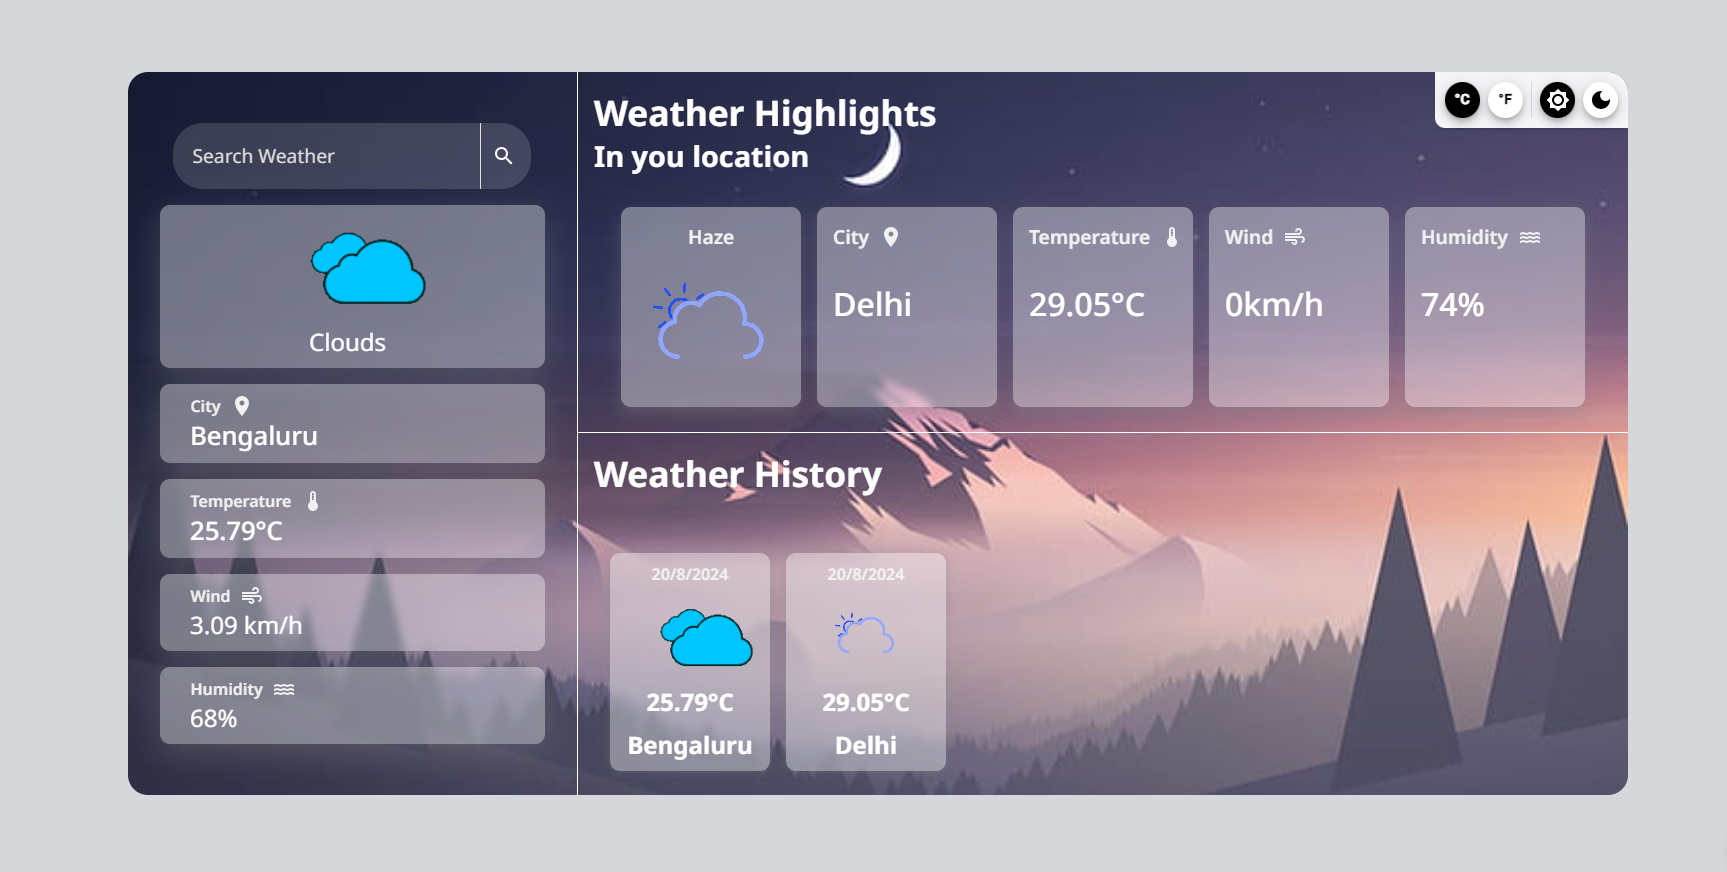 Search Weather
Clouds
City
Bengaluru
Temperature
25.79°C
Wind
3.09 km/h
Humidity
68%
Weather Highlights
In you location
°C °F
Haze
City
Delhi
Temperature
29.05°C
Wind
0km/h
Humidity
74%
Weather History
20/8/2024
25.79°C
Bengaluru
20/8/2024
29.05°C
Delhi